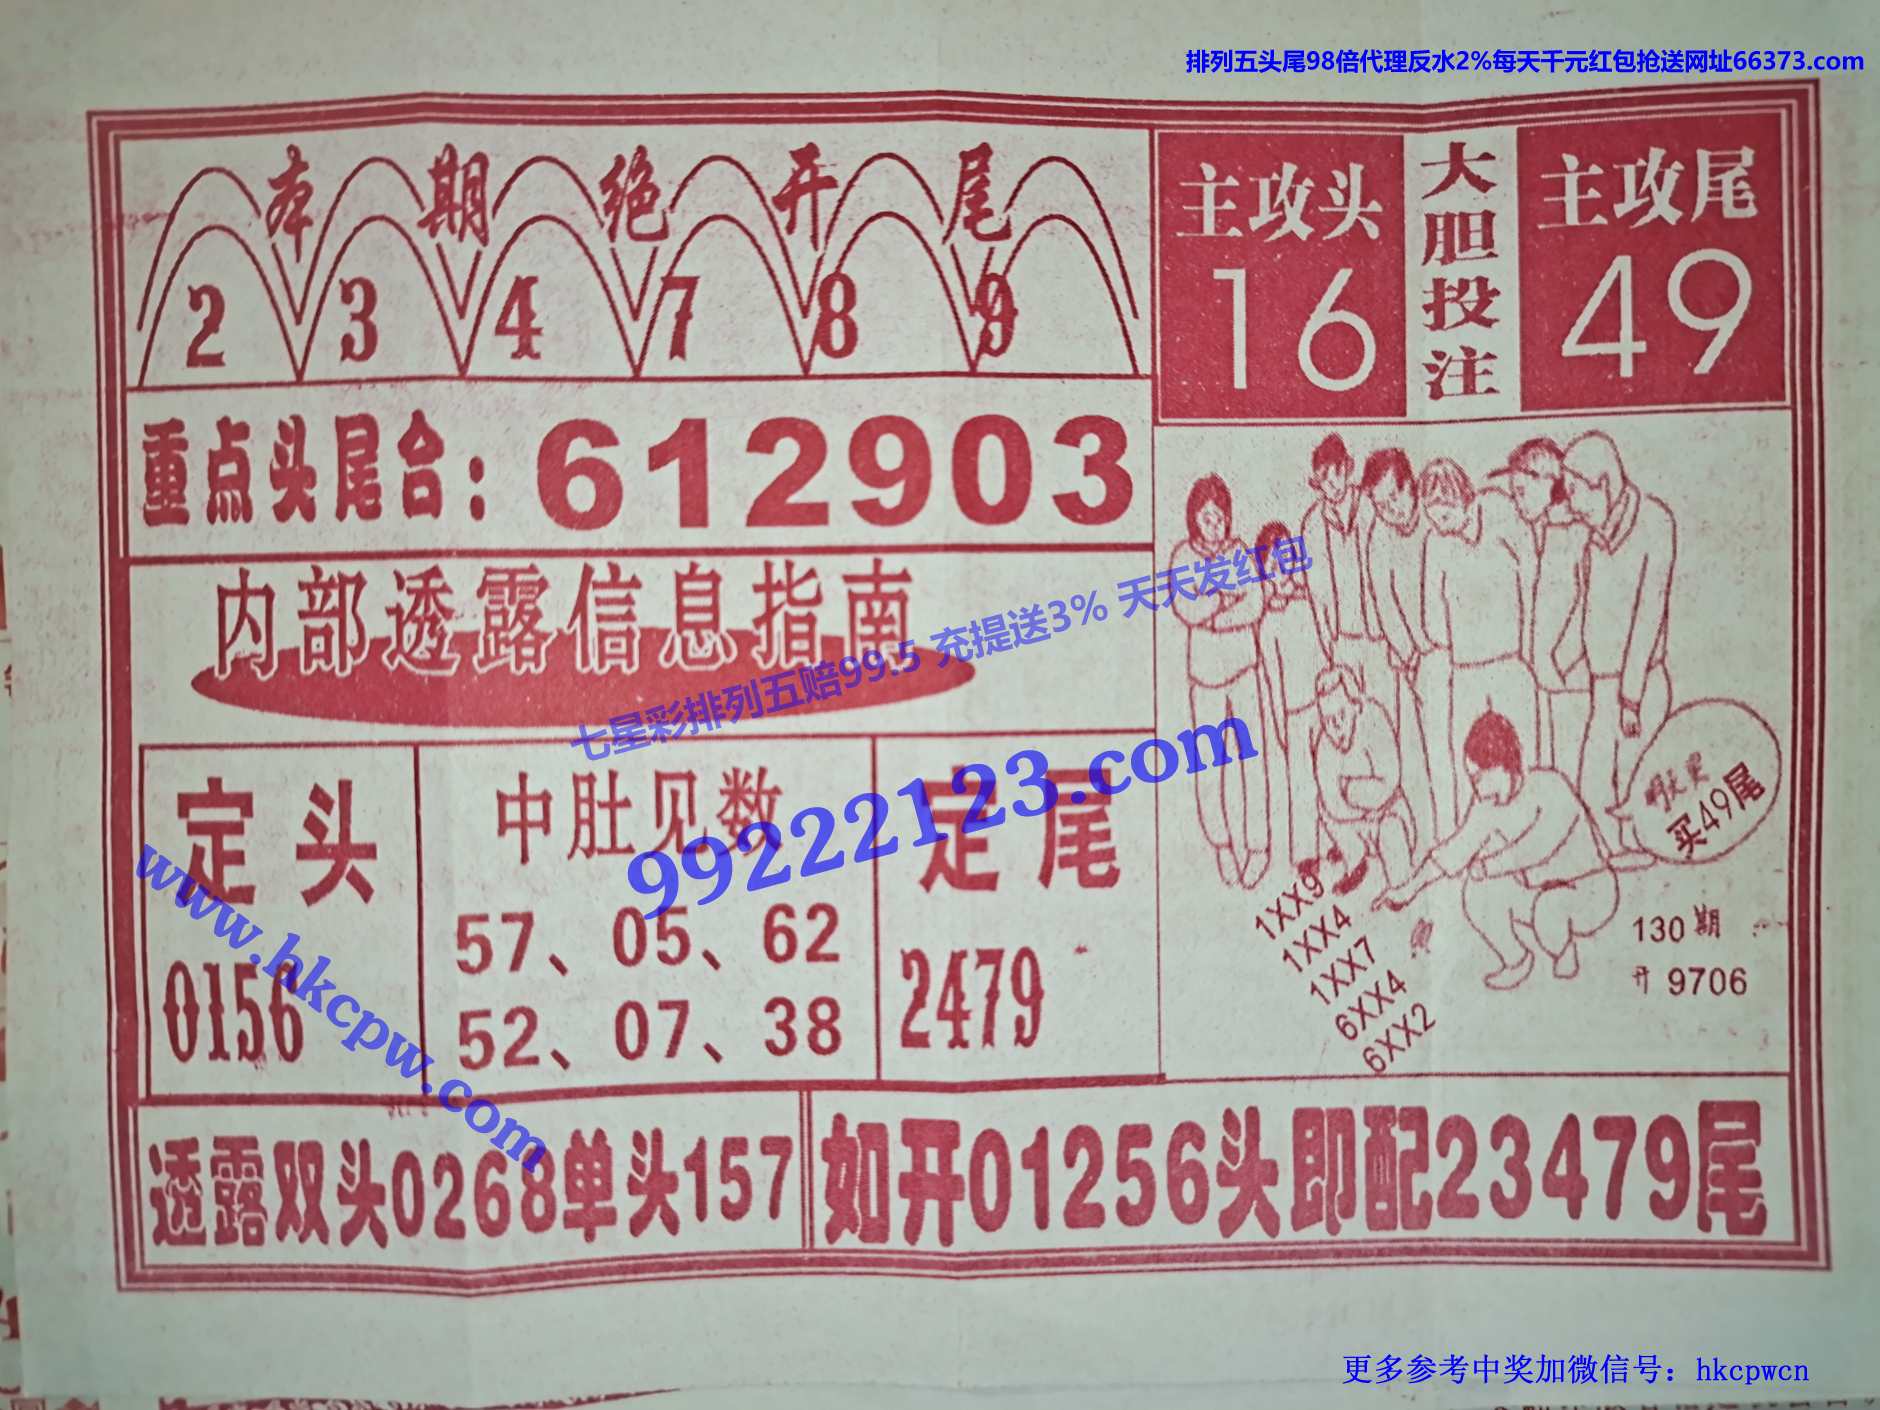 排列五头尾98倍代理反水2%每天千元红包抢送网址66373.com
本期绝开尾
2 3 4 7 8 9
主攻头
16
大胆投注
主攻尾
49
重点头尾合：612903
内部透露信息指南
七星彩排列五赔99.5 充提送3% 天天发红包
99222123.com
www.hkcpw.com
定头
0156
中肚见数
57、05、62
52、07、38
定尾
2479
买49尾
1XX9
1XX4
1XX7
6XX4
6XX2
130期
开 9706
透露双头0268单头157
如开01256头即配23479尾
更多参考中奖加微信号：hkcpwcn